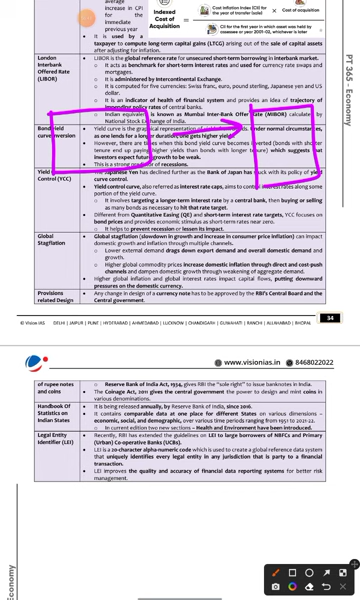 average
increase in CPI
for the
immediate
previous year
Indexed Cost of Acquisition =
Cost Inflation Index (CII) for the year of transfer × Cost of acquisition
CII for the first year in which asset was held by assessee or year 2001-02, whichever is later
• It is used by a taxpayer to compute long-term capital gains (LTCG) arising out of the sale of capital assets
after adjusting for inflation.
London Interbank Offered Rate (LIBOR)
• LIBOR is the global reference rate for unsecured short-term borrowing in interbank market.
o It acts as benchmark for short-term interest rates and used for currency rate swaps and
mortgages.
o It is administered by Intercontinental Exchange.
o It is computed for five currencies: Swiss franc, euro, pound sterling, Japanese yen and US
dollar.
o It is an indicator of health of financial system and provides an idea of trajectory of
impending policy rates of central banks.
o Indian equivalent is known as Mumbai Inter-Bank Offer Rate (MIBOR) calculated by
National Stock Exchange of India.
Bond yield curve inversion
• Yield curve is the graphical representation of yields. Under normal circumstances,
as one lends for a longer duration, one gets higher yields.
• However, there are times when this bond yield curve becomes inverted (bonds with shorter
tenure end up paying higher yields than bonds with longer tenure) which suggests
investors expect future growth to be weak.
• This is a strong predictor of recessions.
Yield Control (YCC)
• The Japanese Yen has declined further as the Bank of Japan has stuck with its policy of yield
curve control.
• Yield control curve, also referred as interest rate caps, aims to control interest rates along some
portion of the yield curve.
o It involves targeting a longer-term interest rate by a central bank, then buying or selling
as many bonds as necessary to hit that rate target.
• Different from Quantitative Easing (QE) and short-term interest rate targets, YCC focuses on
bond prices and provides economic stimulus as short-term rates near zero.
o It helps to prevent recession or lessen its impact.
Global Stagflation
• Global stagflation (slowdown in growth and increase in consumer price inflation) can impact
domestic growth and inflation through multiple channels.
o Weaker external demand drags down export demand and overall domestic demand and
growth.
o Higher global commodity prices increase domestic inflation through direct and cost-push
channels and dampen domestic growth through weakening of aggregate demand.
• Higher global inflation and global interest rates impact capital flows, putting downward
pressures on the domestic currency.
Provisions related Design
• Any change in design of a currency note has to be approved by the RBI's Central Board and the
Central government.
PT 365 - Economy
34
© Vision IAS
DELHI | JAIPUR | PUNE | HYDERABAD | AHMEDABAD | LUCKNOW | CHANDIGARH | GUWAHATI | RANCHI | ALLAHABAD | BHOPAL
www.visionias.in
8468022022
of rupee notes and coins
o Reserve Bank of India Act, 1934, gives RBI the "sole right" to issue banknotes in India.
• The Coinage Act, 2011 gives the central government the power to design and mint coins in
various denominations.
Handbook Of Statistics on Indian States
• It is being released annually, by Reserve Bank of India, since 2016.
• It contains comparable data at one place for different States on various dimensions –
economic, social, and demographic, over various time periods ranging from 1951 to 2021-22.
o In current edition two new sections – Health and Environment have been introduced.
Legal Entity Identifier (LEI)
• Recently, RBI has extended the guidelines on LEI to large borrowers of NBFCs and Primary
(Urban) Co-operative Banks (UCBs).
• LEI is a 20-character alpha-numeric code which is used to create a global reference data system
that uniquely identifies every legal entity in any jurisdiction that is party to a financial
transaction.
• LEI improves the quality and accuracy of financial data reporting systems for better risk
management.
Economy